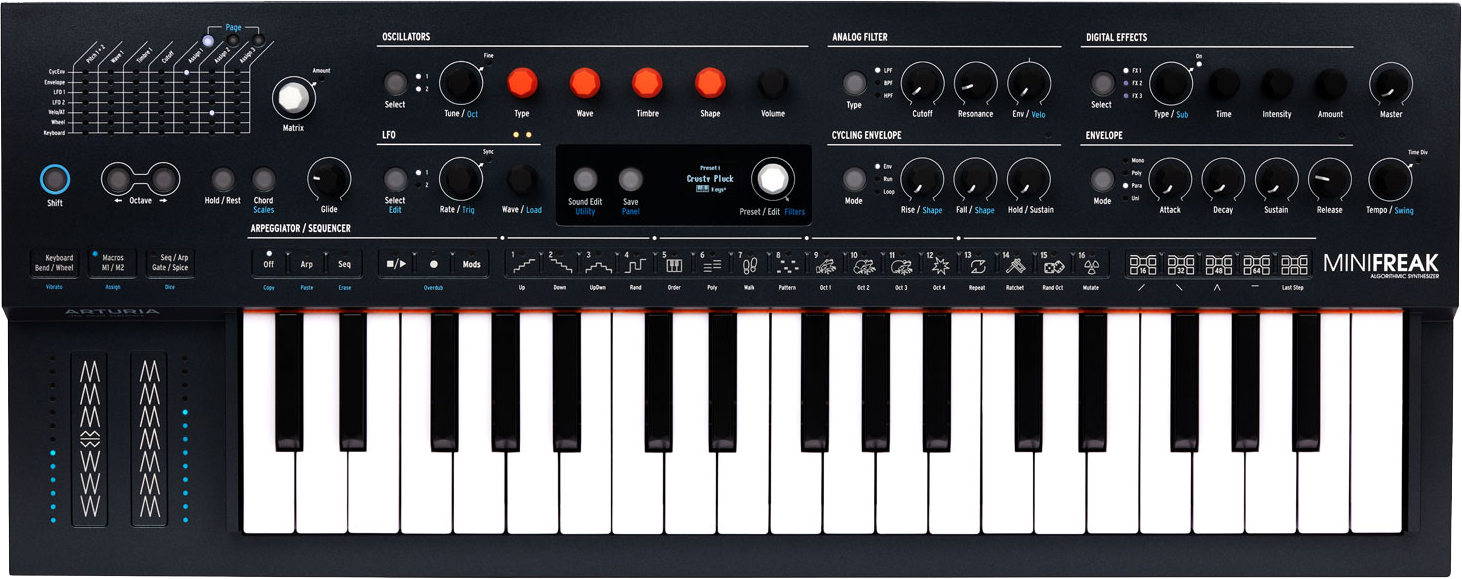 Page
Pitch 1 + 2
Wave 1
Timbre 1
Cutoff
Assign 1
Assign 2
Assign 3
CycEnv
Envelope
LFO 1
LFO 2
Velo/AT
Wheel
Keyboard
Amount
Matrix
Shift
← Octave →
Hold / Rest
Chord
Scales
Glide
OSCILLATORS
Select
1
2
Fine
Tune / Oct
Type
Wave
Timbre
Shape
Volume
LFO
Select
Edit
1
2
Sync
Rate / Trig
Wave / Load
Sound Edit
Utility
Save
Panel
Preset 1
Crusty Pluck
Keys*
Preset / Edit
Filters
ANALOG FILTER
Type
LPF
BPF
HPF
Cutoff
Resonance
Env / Velo
CYCLING ENVELOPE
Mode
Env
Run
Loop
Rise / Shape
Fall / Shape
Hold / Sustain
DIGITAL EFFECTS
Select
FX 1
FX 2
FX 3
On
Type / Sub
Time
Intensity
Amount
Master
ENVELOPE
Mode
Mono
Poly
Para
Uni
Attack
Decay
Sustain
Release
Time Div
Tempo / Swing
Keyboard
Bend / Wheel
Vibrato
Macros
M1 / M2
Assign
Seq / Arp
Gate / Spice
Dice
ARPEGGIATOR / SEQUENCER
Off
Arp
Seq
Copy
Paste
Erase
Mods
Overdub
1 2 3 4 5 6 7 8 9 10 11 12 13 14 15 16
Up
Down
UpDwn
Rand
Order
Poly
Walk
Pattern
Oct 1
Oct 2
Oct 3
Oct 4
Repeat
Ratchet
Rand Oct
Mutate
16
32
48
64
Last Step
MINIFREAK
ALGORITHMIC SYNTHESIZER
ARTURIA